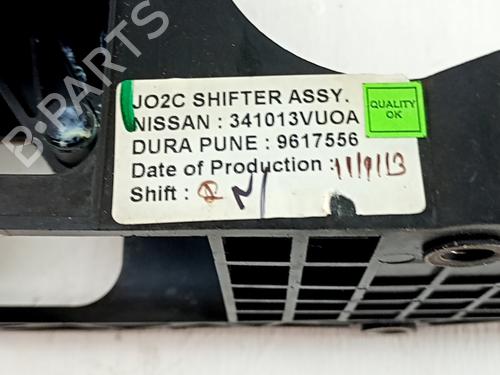 JO2C SHIFTER ASSY.
NISSAN : 341013VUOA
DURA PUNE : 9617556
Date of Production : 11/9/13
Shift :
QUALITY
OK
B-PARTS